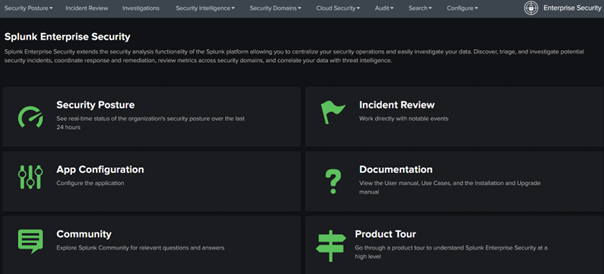 Security Posture Incident Review Investigations Security Intelligence Security Domains Cloud Security Audit Search Configure Enterprise Security
Splunk Enterprise Security
Splunk Enterprise Security extends the security analysis functionality of the Splunk platform allowing you to centralize your security operations and easily investigate your data. Discover, triage, and investigate potential
security incidents, coordinate response and remediation, review metrics across security domains, and correlate your data with threat intelligence.
Security Posture
See real-time status of the organization's security posture over the last
24 hours
Incident Review
Work directly with notable events
App Configuration
Configure the application
Documentation
View the User manual, Use Cases, and the Installation and Upgrade
manual
Community
Explore Splunk Community for relevant questions and answers
Product Tour
Go through a product tour to understand Splunk Enterprise Security at a
high level